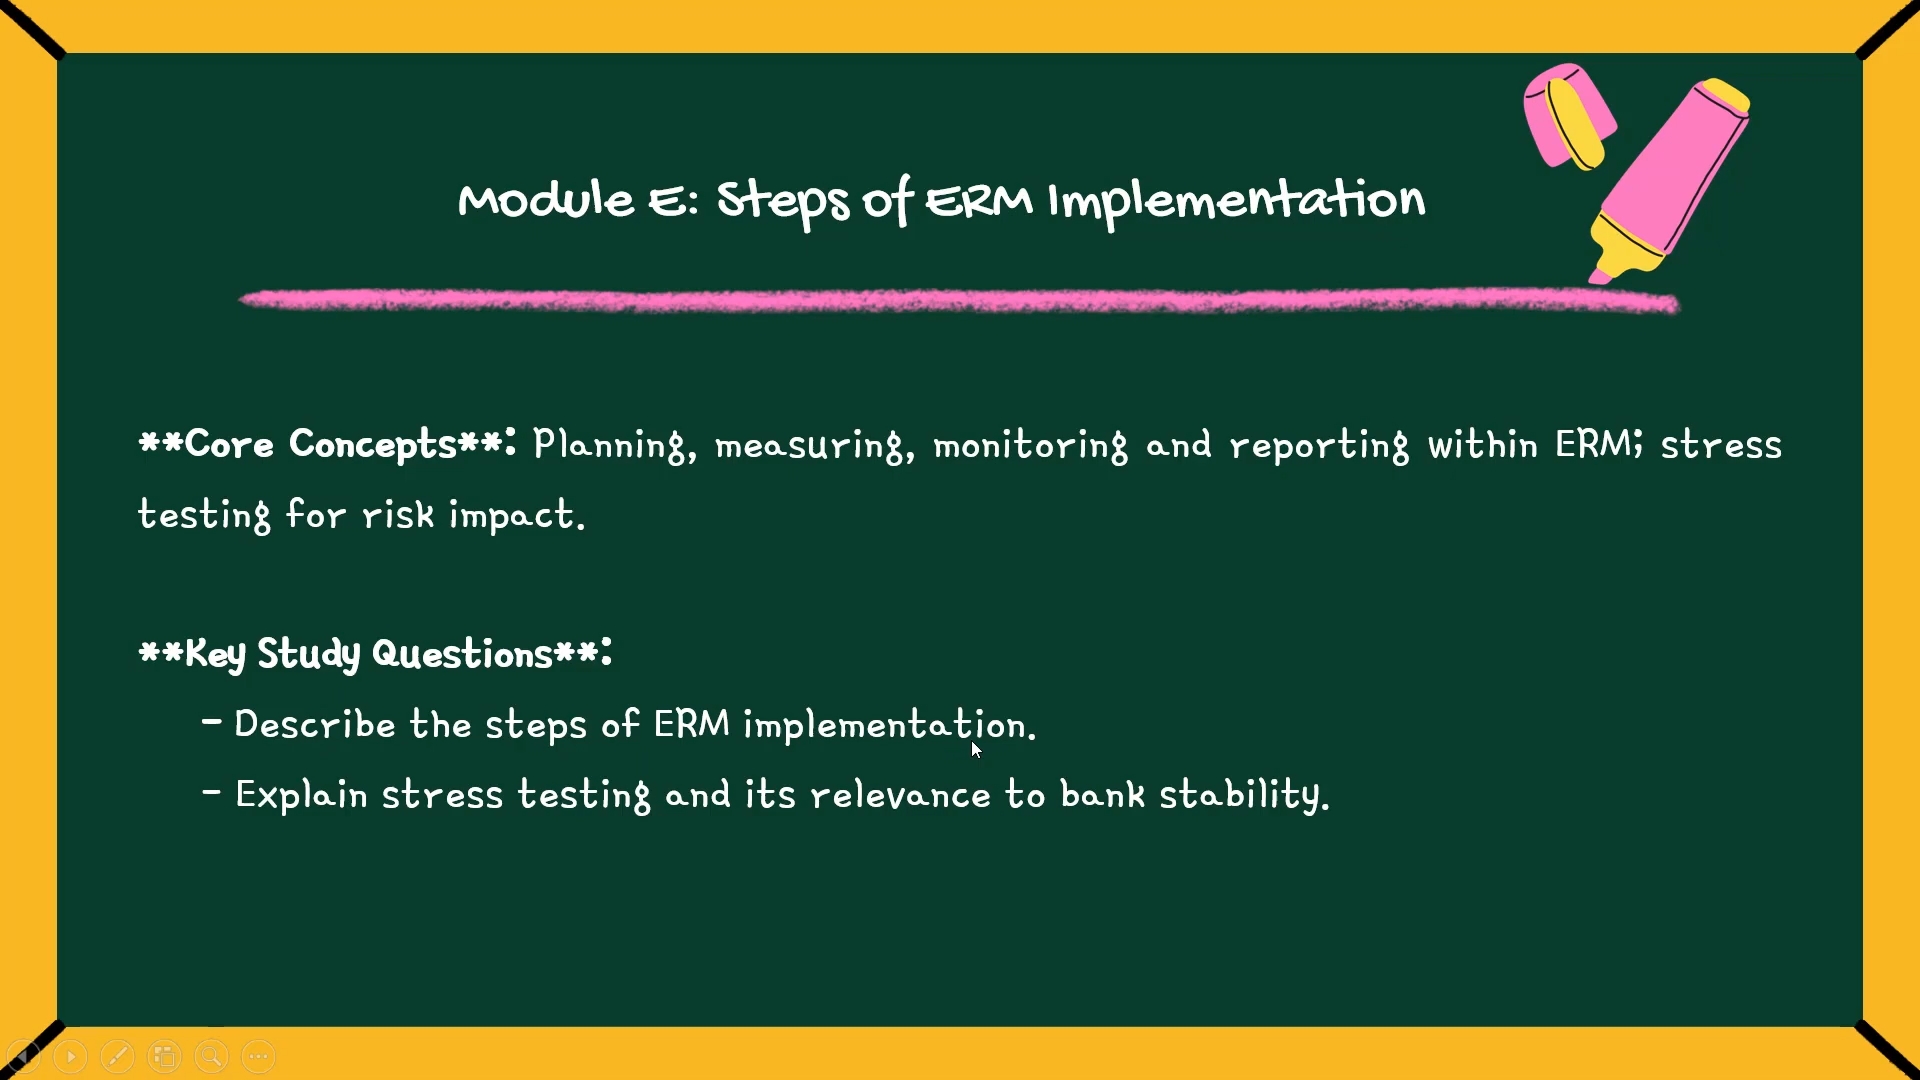 Module E: Steps of ERM Implementation
**Core Concepts**: Planning, measuring, monitoring and reporting within ERM; stress
testing for risk impact.
**Key Study Questions**:
- Describe the steps of ERM implementation.
- Explain stress testing and its relevance to bank stability.